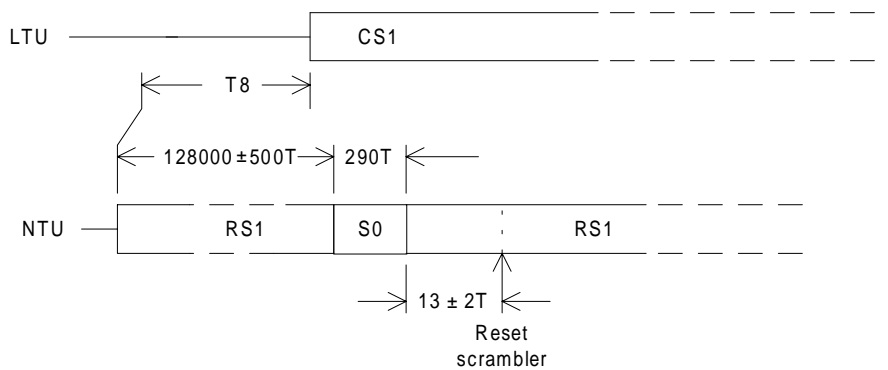 LTU CS1
T8
128000 ±500T 290T
NTU RS1 S0 RS1
13 ± 2T
Reset
scrambler